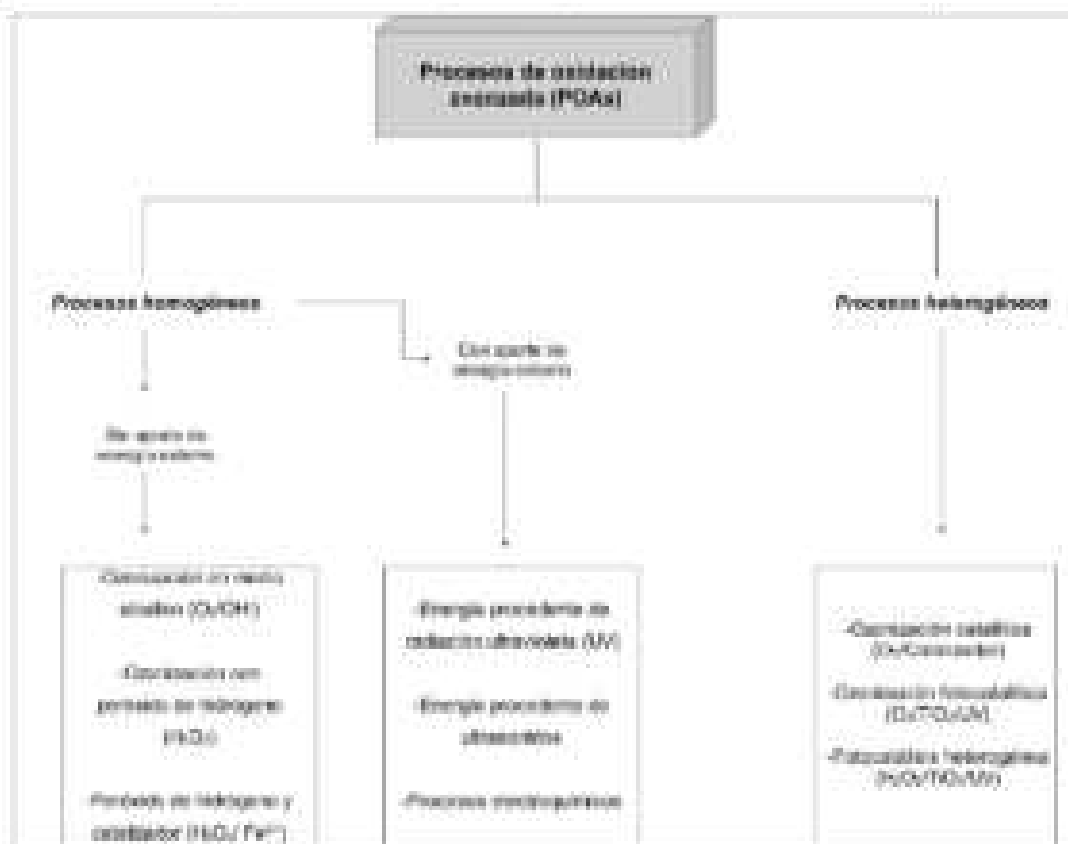 Procesos de oxidación
avanzada (POAs)
Procesos homogéneos
Procesos heterogéneos
Con aporte de
energía externo
Sin aporte de
energía externo
-Ozonización en medio
alcalino (O₃/OH⁻)
-Ozonización con
peróxido de hidrógeno
(H₂O₂)
-Peróxido de hidrógeno y
catalizador (H₂O₂/ Fe²⁺)
-Energía procedente de
radiación ultravioleta (UV)
-Energía procedente de
ultrasonidos
-Procesos electroquímicos
-Ozonización catalítica
(O₃/Catalizador)
-Ozonización fotocatalítica
(O₃/TiO₂/UV)
-Fotocatálisis heterogénea
(H₂O₂/TiO₂/UV)